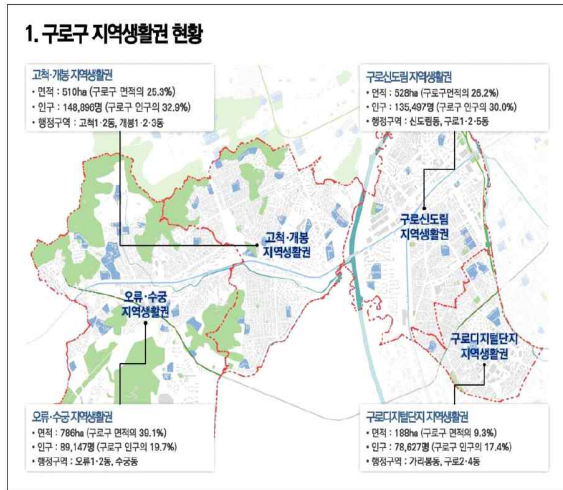 1. 구로구 지역생활권 현황
고척·개봉 지역생활권
• 면적 : 510ha (구로구 면적의 25.3%)
• 인구 : 148,896명 (구로구 인구의 32.9%)
• 행정구역 : 고척1·2동, 개봉1·2·3동
구로신도림 지역생활권
• 면적 : 528ha (구로구면적의 26.2%)
• 인구 : 135,497명 (구로구 인구의 30.0%)
• 행정구역 : 신도림동, 구로1·2·5동
고척·개봉
지역생활권
구로신도림
지역생활권
오류·수궁
지역생활권
구로디지털단지
지역생활권
오류·수궁 지역생활권
• 면적 : 786ha (구로구 면적의 39.1%)
• 인구 : 89,147명 (구로구 인구의 19.7%)
• 행정구역 : 오류1·2동, 수궁동
구로디지털단지 지역생활권
• 면적 : 188ha (구로구 면적의 9.3%)
• 인구 : 78,627명 (구로구 인구의 17.4%)
• 행정구역 : 가리봉동, 구로2·4동